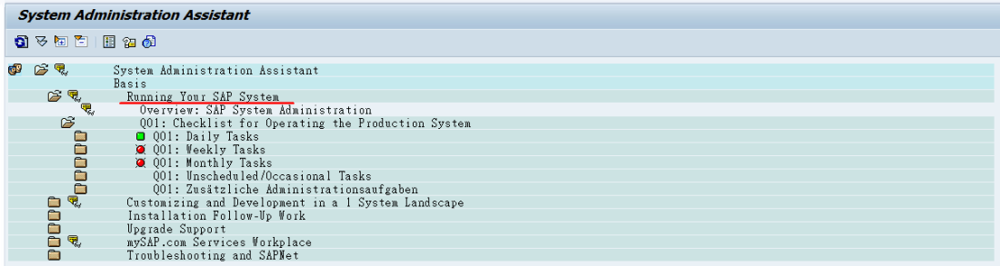 System Administration Assistant
System Administration Assistant
Basis
Running Your SAP System
Overview: SAP System Administration
Q01: Checklist for Operating the Production System
Q01: Daily Tasks
Q01: Weekly Tasks
Q01: Monthly Tasks
Q01: Unscheduled/Occasional Tasks
Q01: Zusätzliche Administrationsaufgaben
Customizing and Development in a 1 System Landscape
Installation Follow-Up Work
Upgrade Support
mySAP.com Services Workplace
Troubleshooting and SAPNet